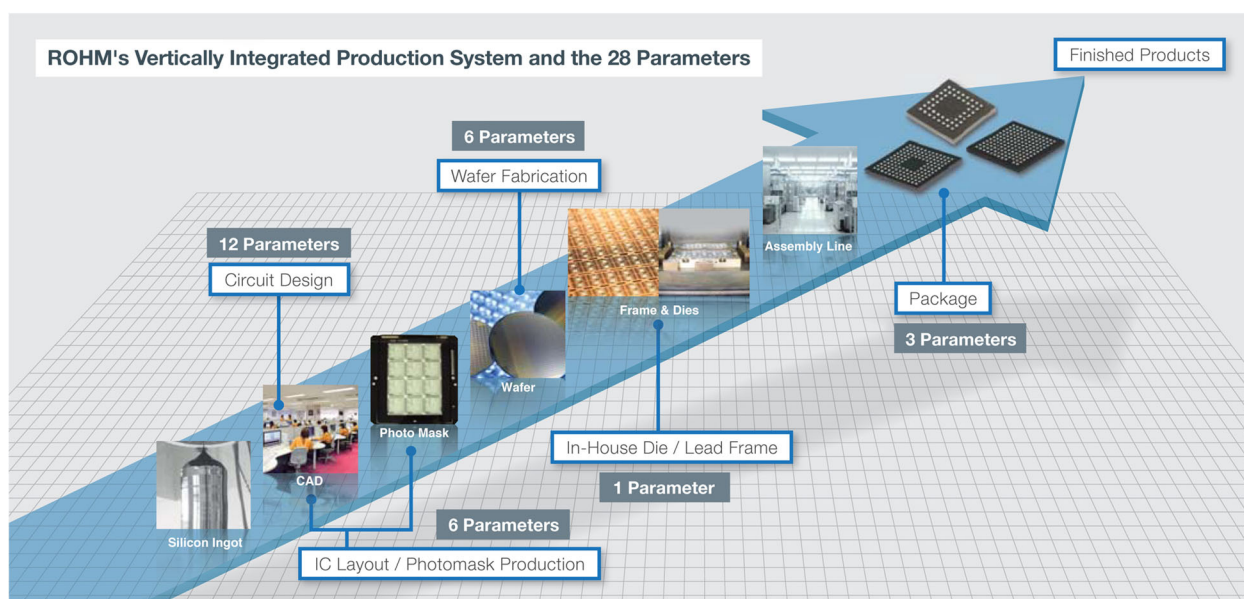 ROHM's Vertically Integrated Production System and the 28 Parameters
Finished Products
6 Parameters
Wafer Fabrication
12 Parameters
Circuit Design
Assembly Line
Package
3 Parameters
Frame & Dies
Wafer
Photo Mask
In-House Die / Lead Frame
1 Parameter
CAD
Silicon Ingot
6 Parameters
IC Layout / Photomask Production